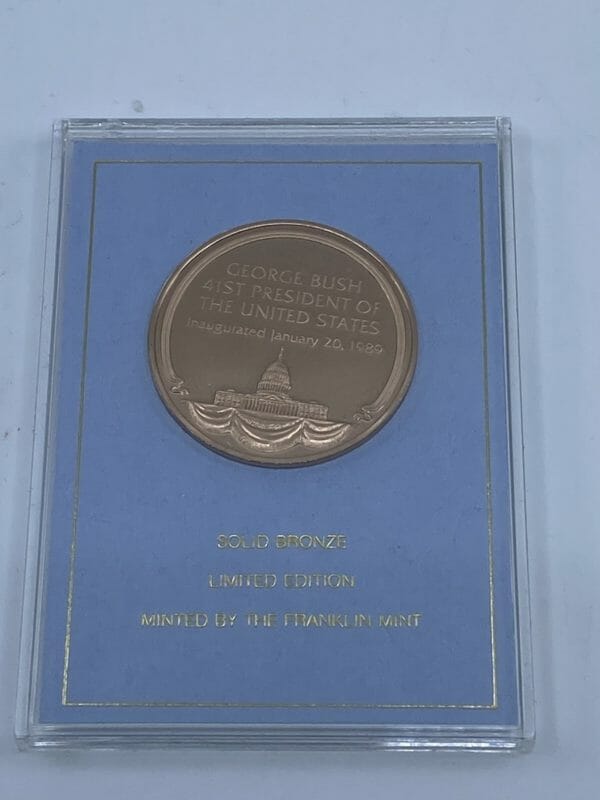 GEORGE BUSH
41ST PRESIDENT OF
THE UNITED STATES
Inaugurated January 20, 1989
SOLID BRONZE
LIMITED EDITION
MINTED BY THE FRANKLIN MINT